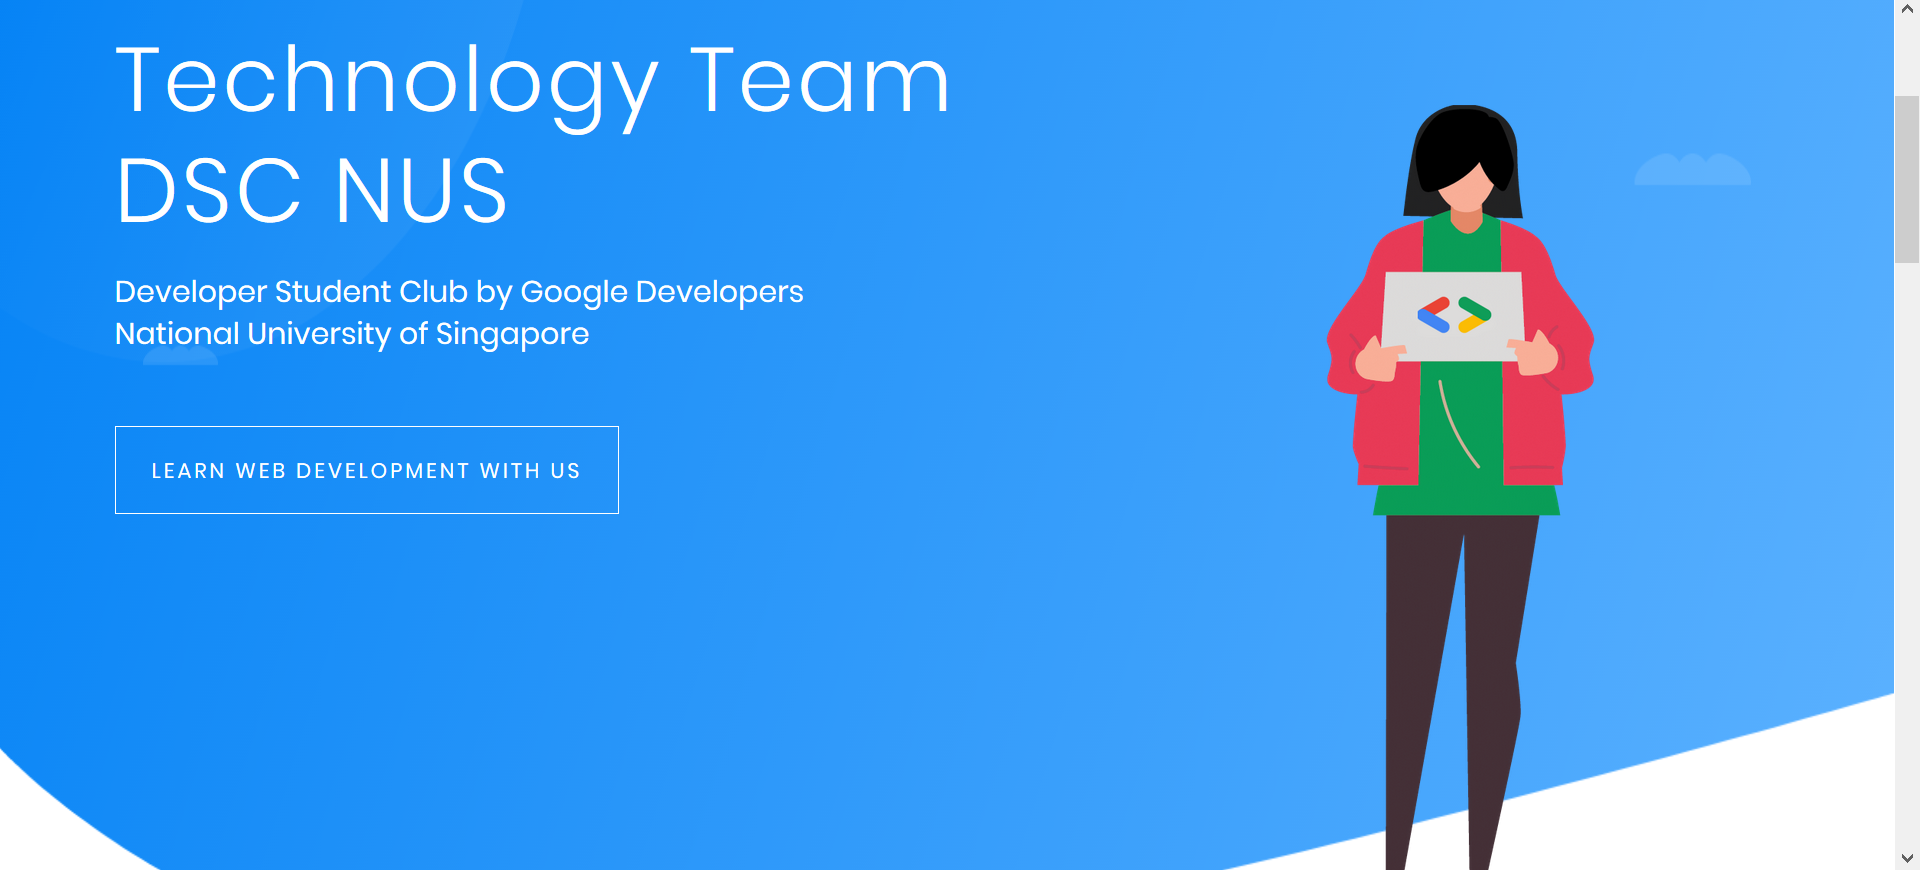 Technology Team
DSC NUS
Developer Student Club by Google Developers
National University of Singapore
LEARN WEB DEVELOPMENT WITH US